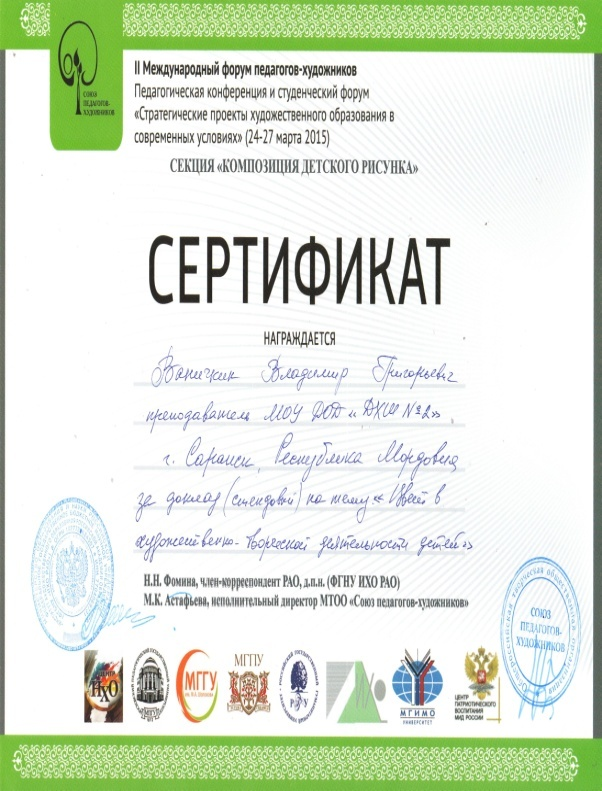 СОЮЗ
ПЕДАГОГОВ-
ХУДОЖНИКОВ
II Международный форум педагогов-художников
Педагогическая конференция и студенческий форум
«Стратегические проекты художественного образования в
современных условиях» (24-27 марта 2015)
СЕКЦИЯ «КОМПОЗИЦИЯ ДЕТСКОГО РИСУНКА»
СЕРТИФИКАТ
НАГРАЖДАЕТСЯ
Владимир Григорьевич
преподаватель МОУ ДОД «ДХШ №2»
г. Саранск, Республика Мордовия
за доклад (стендовый) на тему «Цвет в
художественно-творческой деятельности детей»
Н.Н. Фомина, член-корреспондент РАО, д.п.н. (ФГНУ ИХО РАО)
М.К. Астафьева, исполнительный директор МТОО «Союз педагогов-художников»
СОЮЗ
ПЕДАГОГОВ-
ХУДОЖНИКОВ
ИХО
МГГУ
МГПУ
РГУ
МГИМО
УНИВЕРСИТЕТ
ЦЕНТР
ПАТРИОТИЧЕСКОГО
ВОСПИТАНИЯ
МИД РОССИИ